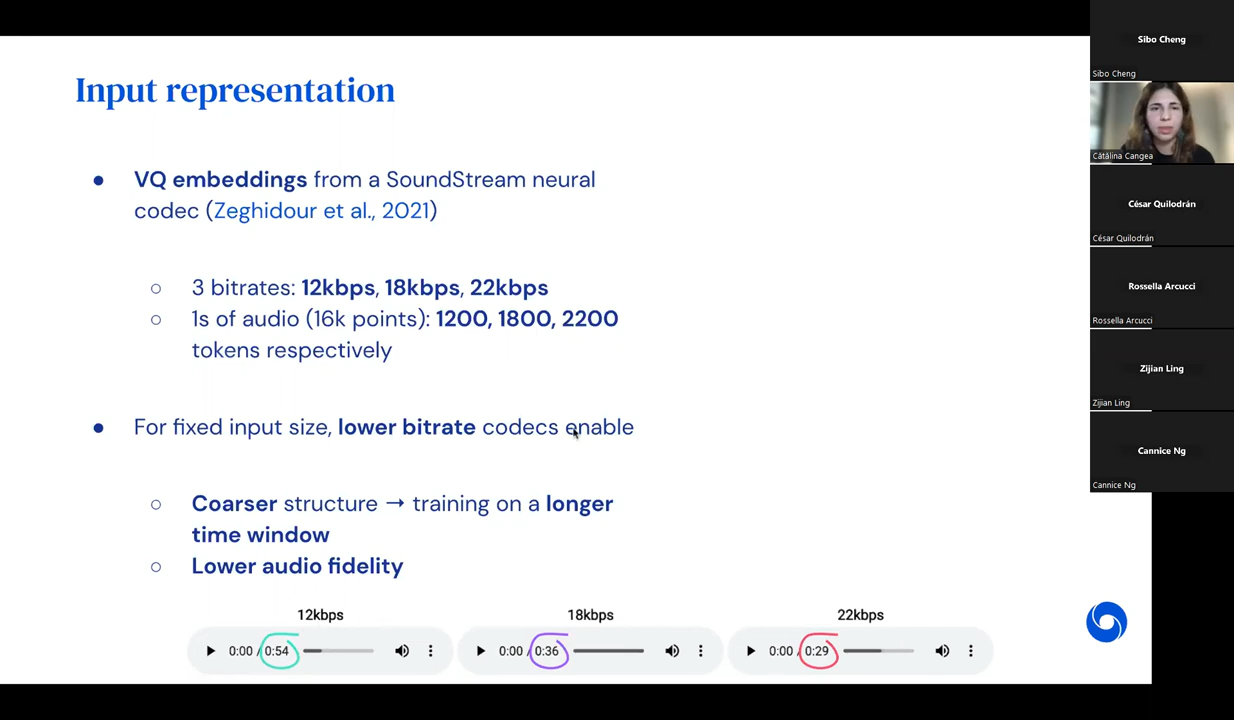 Input representation
● VQ embeddings from a SoundStream neural
codec (Zeghidour et al., 2021)
○ 3 bitrates: 12kbps, 18kbps, 22kbps
○ 1s of audio (16k points): 1200, 1800, 2200
tokens respectively
● For fixed input size, lower bitrate codecs enable
○ Coarser structure → training on a longer
time window
○ Lower audio fidelity
12kbps 18kbps 22kbps
0:00 / 0:54 0:00 / 0:36 0:00 / 0:29
Sibo Cheng
Sibo Cheng
Cătălina Cangea
César Quilodrán
César Quilodrán
Rossella Arcucci
Rossella Arcucci
Zijian Ling
Zijian Ling
Cannice Ng
Cannice Ng